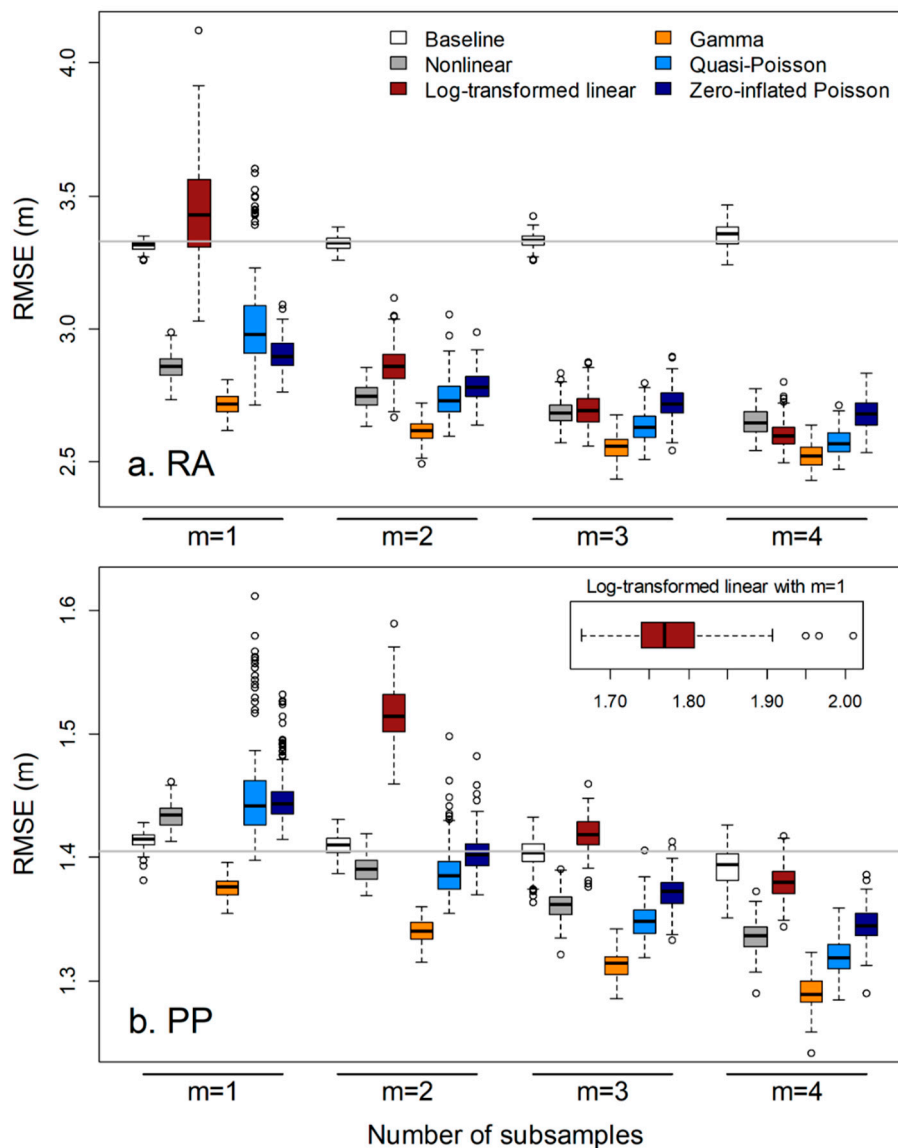 4.0
3.5
3.0
2.5
RMSE (m)
Baseline
Nonlinear
Log-transformed linear
Gamma
Quasi-Poisson
Zero-inflated Poisson
a. RA
m=1 m=2 m=3 m=4
1.6
1.5
1.4
1.3
RMSE (m)
Log-transformed linear with m=1
1.70 1.80 1.90 2.00
b. PP
m=1 m=2 m=3 m=4
Number of subsamples